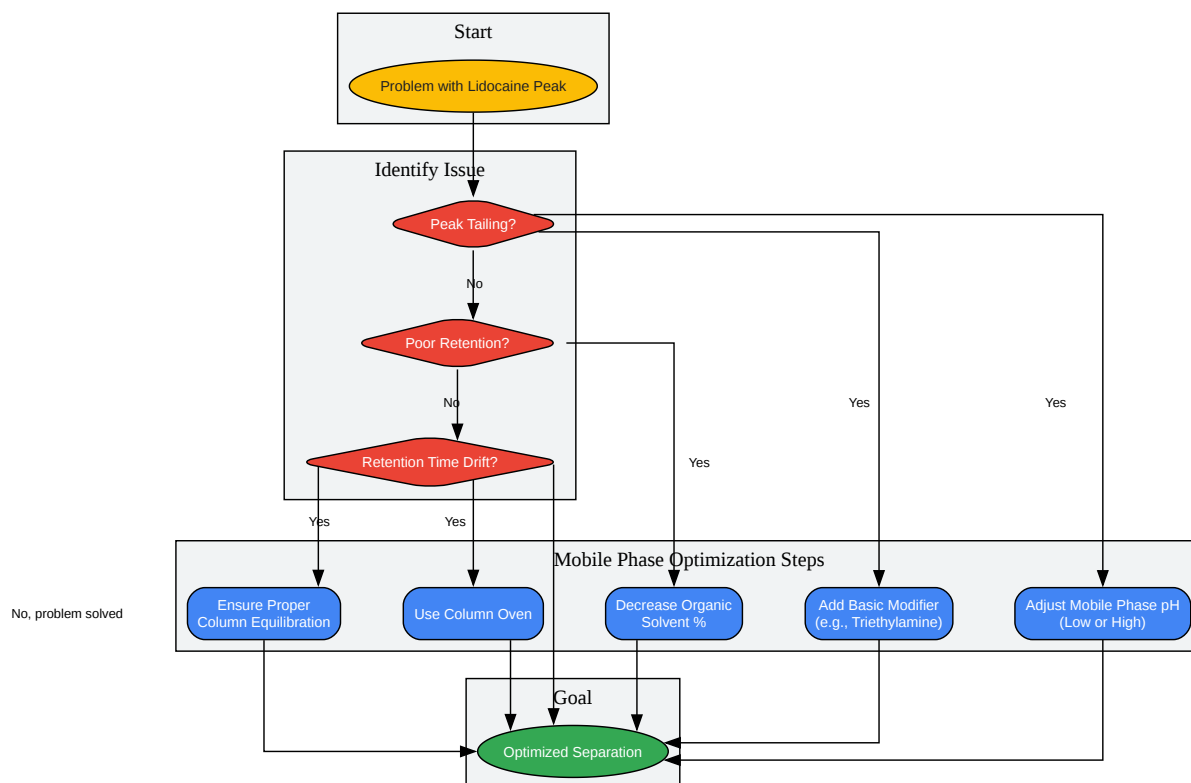 Start
Problem with Lidocaine Peak
Identify Issue
Peak Tailing?
No
Poor Retention?
No
Yes
Yes
Retention Time Drift?
Yes
Yes
Yes
Mobile Phase Optimization Steps
Ensure Proper
Column Equilibration
Use Column Oven
Decrease Organic
Solvent %
Add Basic Modifier
(e.g., Triethylamine)
Adjust Mobile Phase pH
(Low or High)
No, problem solved
Goal
Optimized Separation